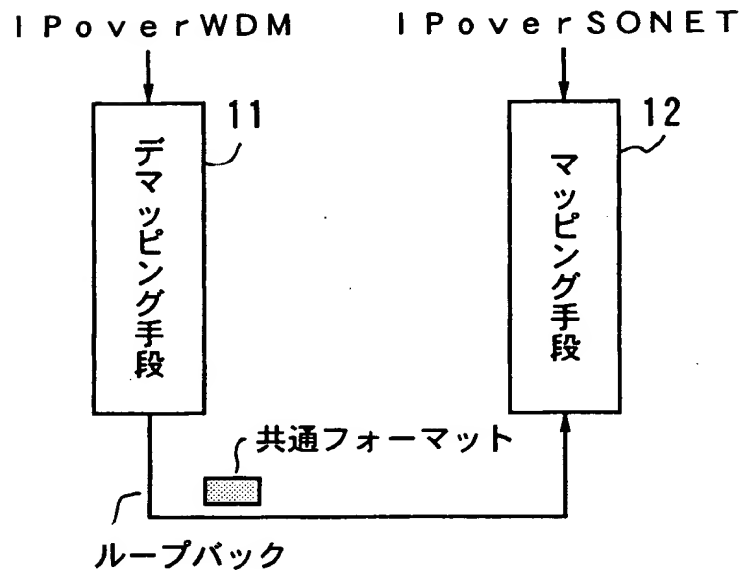 IPoverWDM
IPoverSONET
11
12
デマッピング手段
マッピング手段
共通フォーマット
ループバック